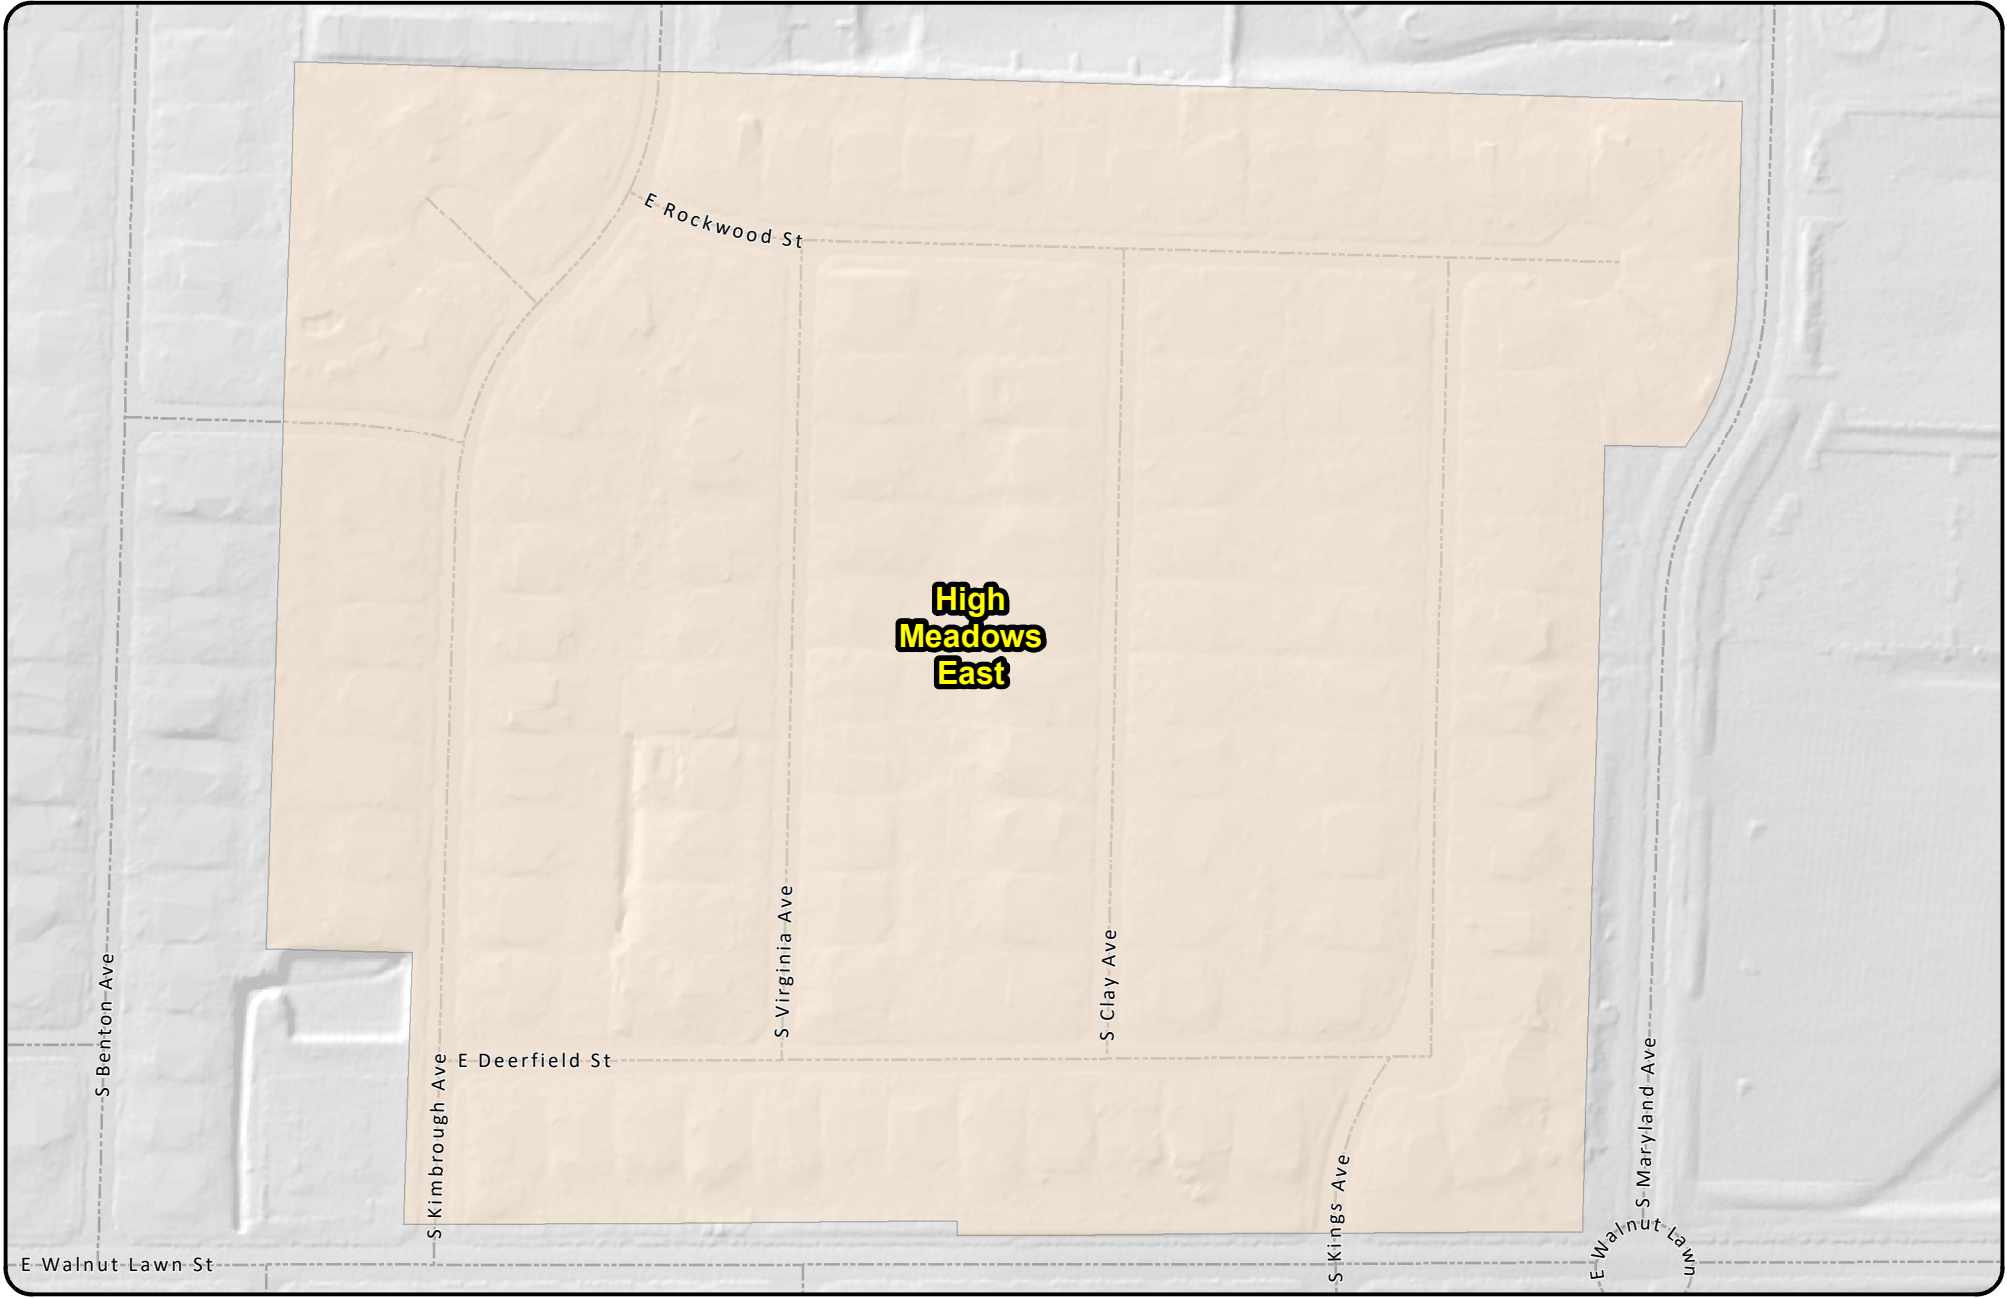 E Rockwood St
High
Meadows
East
S Virginia Ave
S Clay Ave
S Benton Ave
E Deerfield St
S Kimbrough Ave
S Maryland Ave
S Kings Ave
E Walnut Lawn St
E Walnut Lawn